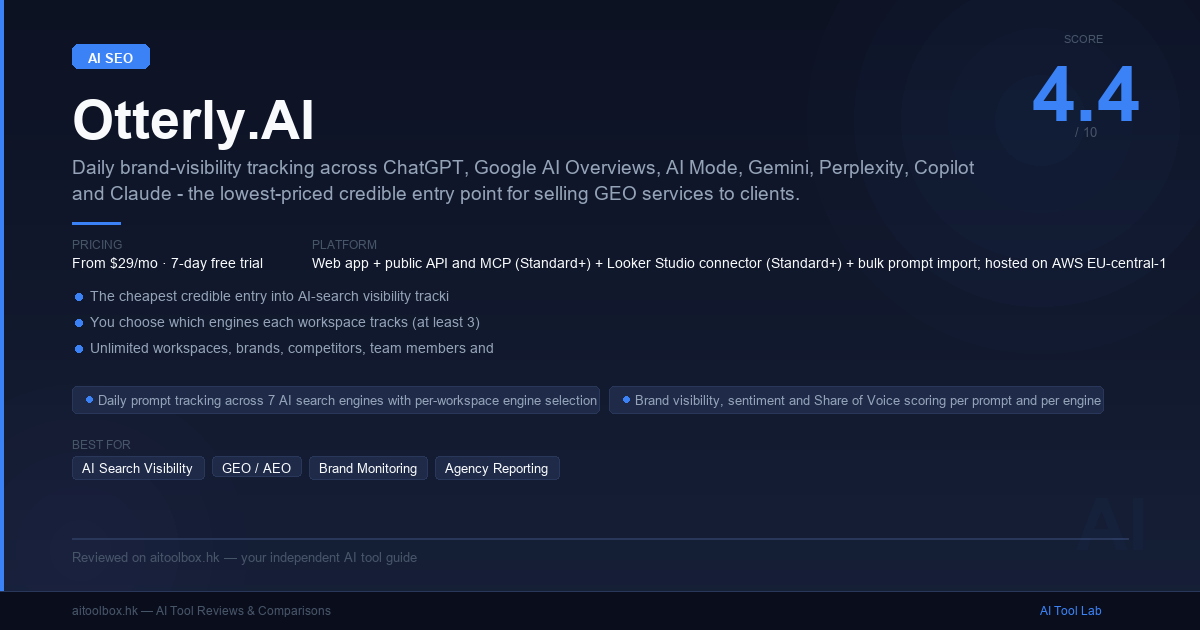 AI SEO
SCORE
4.4
/ 10
Otterly.AI
Daily brand-visibility tracking across ChatGPT, Google AI Overviews, AI Mode, Gemini, Perplexity, Copilot
and Claude - the lowest-priced credible entry point for selling GEO services to clients.
PRICING
From $29/mo · 7-day free trial
PLATFORM
Web app + public API and MCP (Standard+) + Looker Studio connector (Standard+) + bulk prompt import; hosted on AWS EU-central-1
The cheapest credible entry into AI-search visibility tracki
You choose which engines each workspace tracks (at least 3)
Unlimited workspaces, brands, competitors, team members and
Daily prompt tracking across 7 AI search engines with per-workspace engine selection
Brand visibility, sentiment and Share of Voice scoring per prompt and per engine
BEST FOR
AI Search Visibility
GEO / AEO
Brand Monitoring
Agency Reporting
AI
Reviewed on aitoolbox.hk — your independent AI tool guide
aitoolbox.hk — AI Tool Reviews & Comparisons
AI Tool Lab